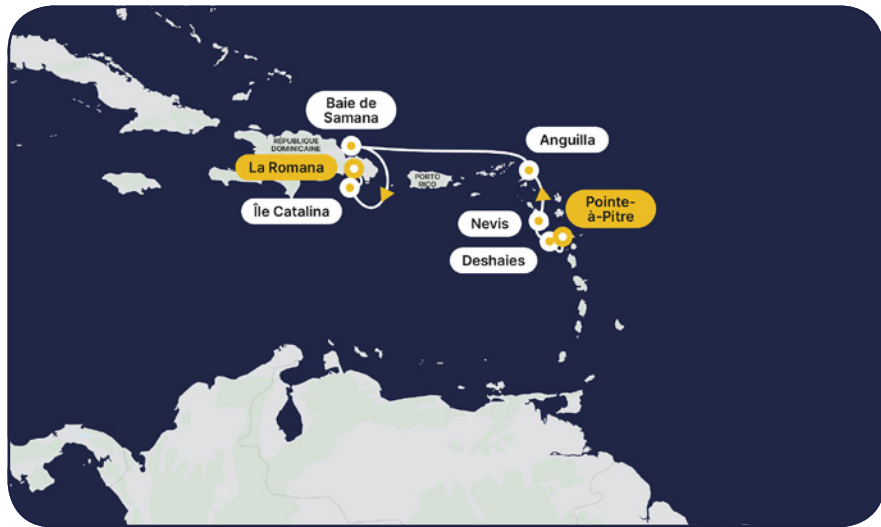 Baie de
Samana
RÉPUBLIQUE
DOMINICAINE
La Romana
Île Catalina
PORTO
RICO
Anguilla
Pointe-
à-Pitre
Nevis
Deshaies